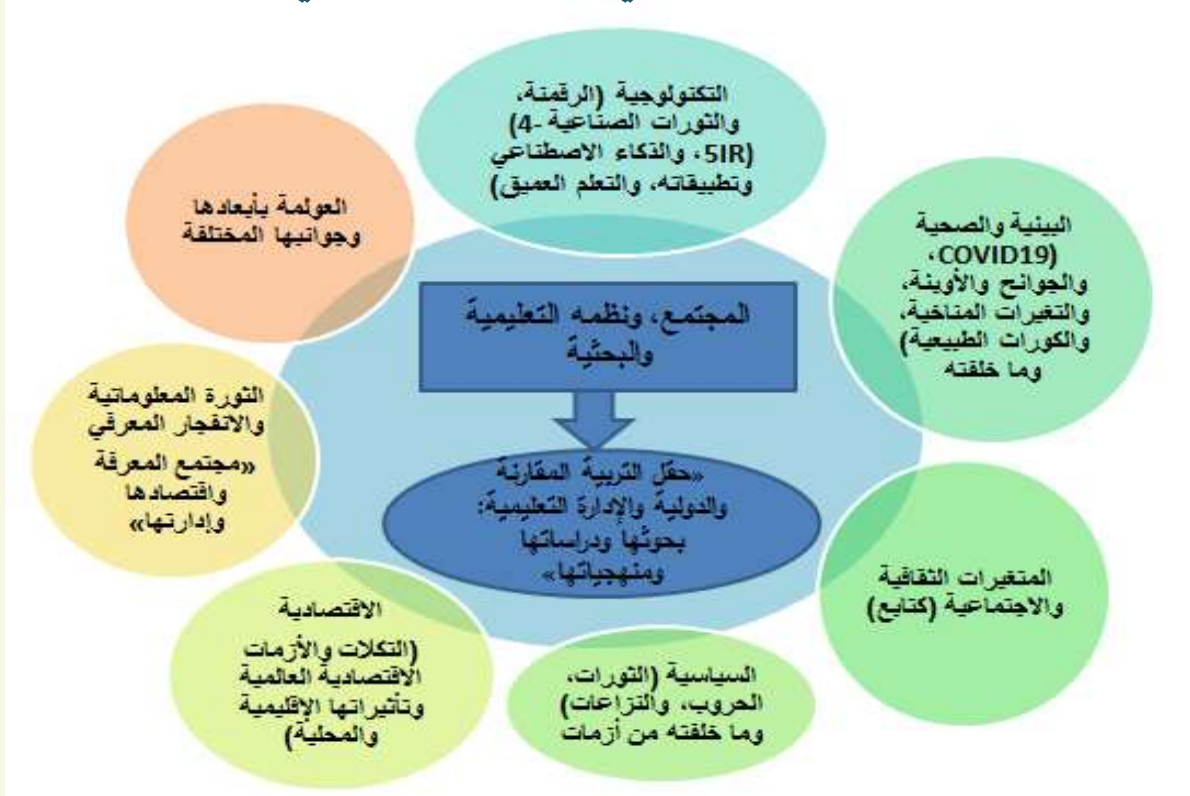 التكنولوجية (الرقمنة،
والثورات الصناعية 4-
5IR)، والذكاء الاصطناعي
وتطبيقاته، والتعلم العميق)
البيئية والصحية
(COVID19،
والجوائح والأوبئة،
والتغيرات المناخية،
والكورات الطبيعية)
وما خلفته
المتغيرات الثقافية
والاجتماعية (كتابع)
السياسية (الثورات،
الحروب، والنزاعات)
وما خلفته من أزمات
الاقتصادية
(التكلات والأزمات
الاقتصادية العالمية
وتأثيراتها الإقليمية
والمحلية)
الثورة المعلوماتية
والانفجار المعرفي
«مجتمع المعرفة
واقتصادها
وإدارتها»
العولمة بأبعادها
وجوانبها المختلفة
المجتمع، ونظمه التعليمية
والبحثية
«حقل التربية المقارنة
والدولية والإدارة التعليمية:
بحوثها ودراساتها
ومنهجياتها»